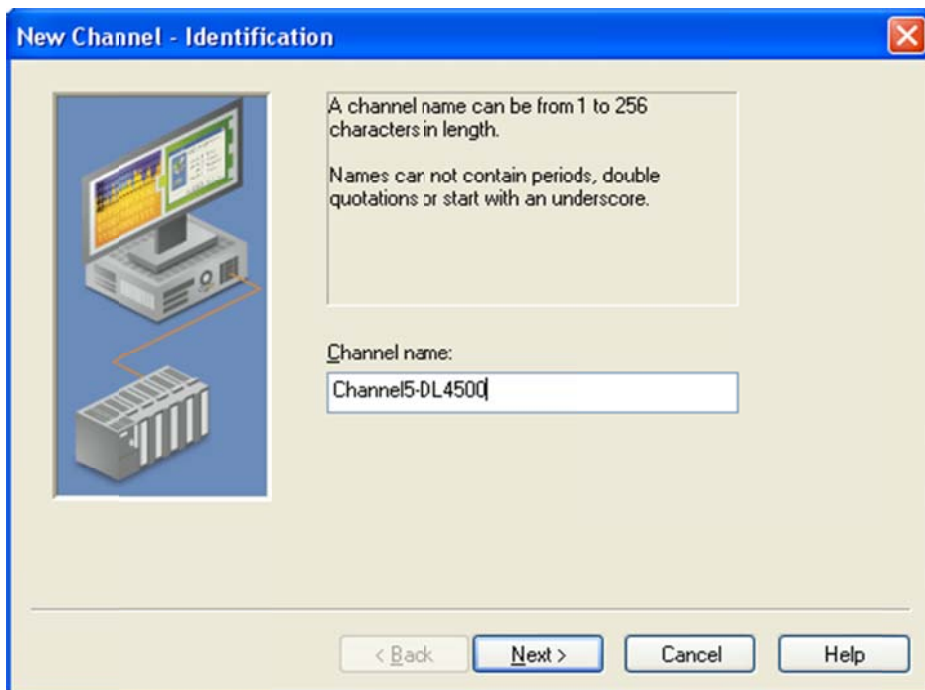 New Channel - Identification
A channel name can be from 1 to 256
characters in length.
Names can not contain periods, double
quotations or start with an underscore.
Channel name:
Channel5-DL4500
< Back
Next >
Cancel
Help